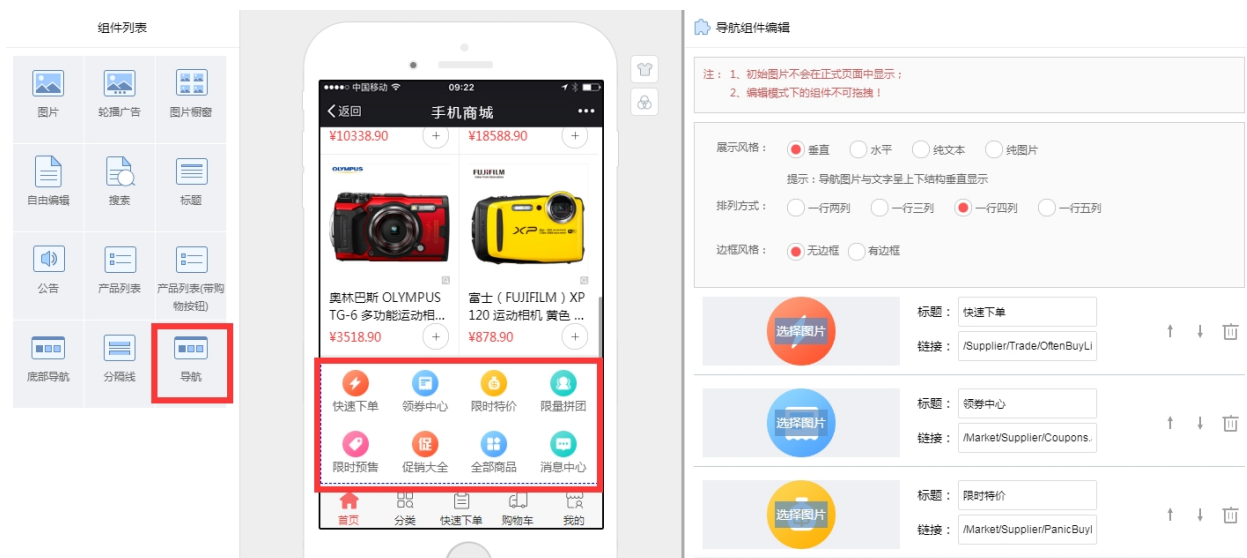 组件列表
图片
轮播广告
图片橱窗
自由编辑
搜索
标题
公告
产品列表
产品列表(带购
物按钮)
底部导航
分隔线
导航
中国移动
09:22
返回
手机商城
¥10338.90
¥18588.90
OLYMPUS
FUJIFILM
XP
奥林巴斯 OLYMPUS
TG-6 多功能运动相...
¥3518.90
富士（FUJIFILM）XP
120 运动相机 黄色 ...
¥878.90
快速下单
领券中心
限时特价
限量拼团
限时预售
促
促销大全
全部商品
消息中心
首页
分类
快速下单
购物车
我的
导航组件编辑
注： 1、初始图片不会在正式页面中显示；
2、编辑模式下的组件不可拖拽！
展示风格： 垂直 水平 纯文本 纯图片
提示：导航图片与文字呈上下结构垂直显示
排列方式： 一行两列 一行三列 一行四列 一行五列
边框风格： 无边框 有边框
选择图片
标题： 快速下单
链接： /Supplier/Trade/OftenBuyLi
选择图片
标题： 领券中心
链接： /Market/Supplier/Coupons.
选择图片
标题： 限时特价
链接： /Market/Supplier/PanicBuyI